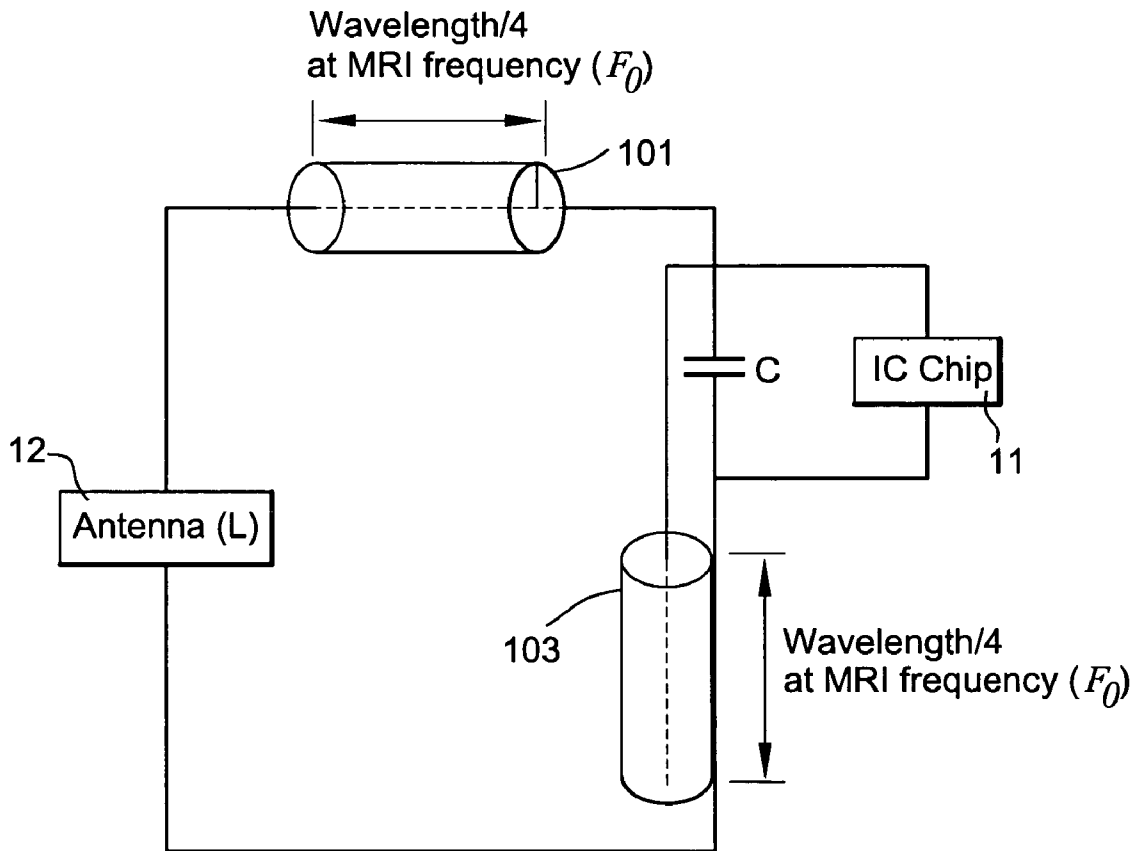 Wavelength/4
at MRI frequency (F0)
101
C
IC Chip
11
12
Antenna (L)
103
Wavelength/4
at MRI frequency (F0)